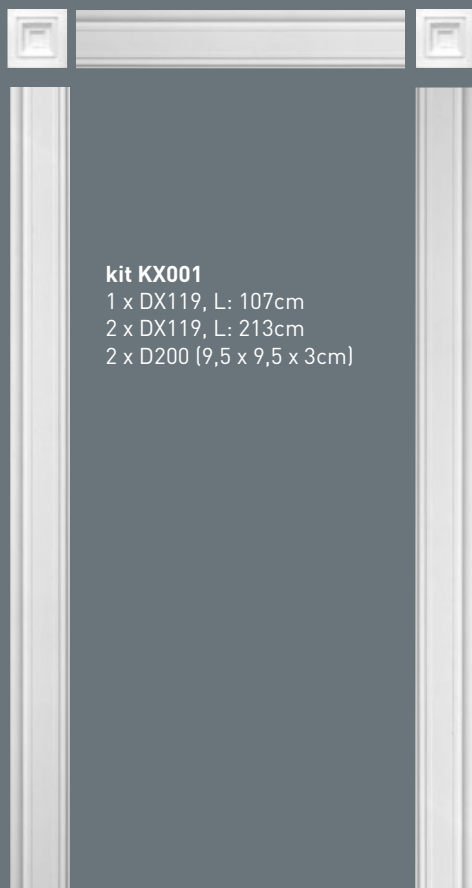 kit KX001
1 x DX119, L: 107cm
2 x DX119, L: 213cm
2 x D200 (9,5 x 9,5 x 3cm)